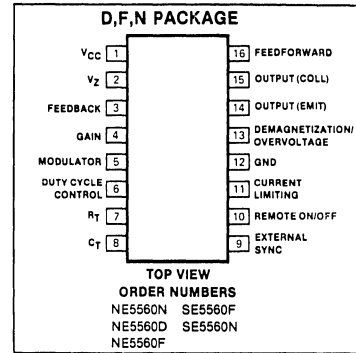 D,F,N PACKAGE
VCC 1
16 FEEDFORWARD
VZ 2
15 OUTPUT (COLL)
FEEDBACK 3
14 OUTPUT (EMIT)
GAIN 4
13 DEMAGNETIZATION/
OVERVOLTAGE
MODULATOR 5
12 GND
DUTY CYCLE
CONTROL 6
11 CURRENT
LIMITING
RT 7
10 REMOTE ON/OFF
CT 8
9 EXTERNAL
SYNC
TOP VIEW
ORDER NUMBERS
NE5560N SE5560F
NE5560D SE5560N
NE5560F